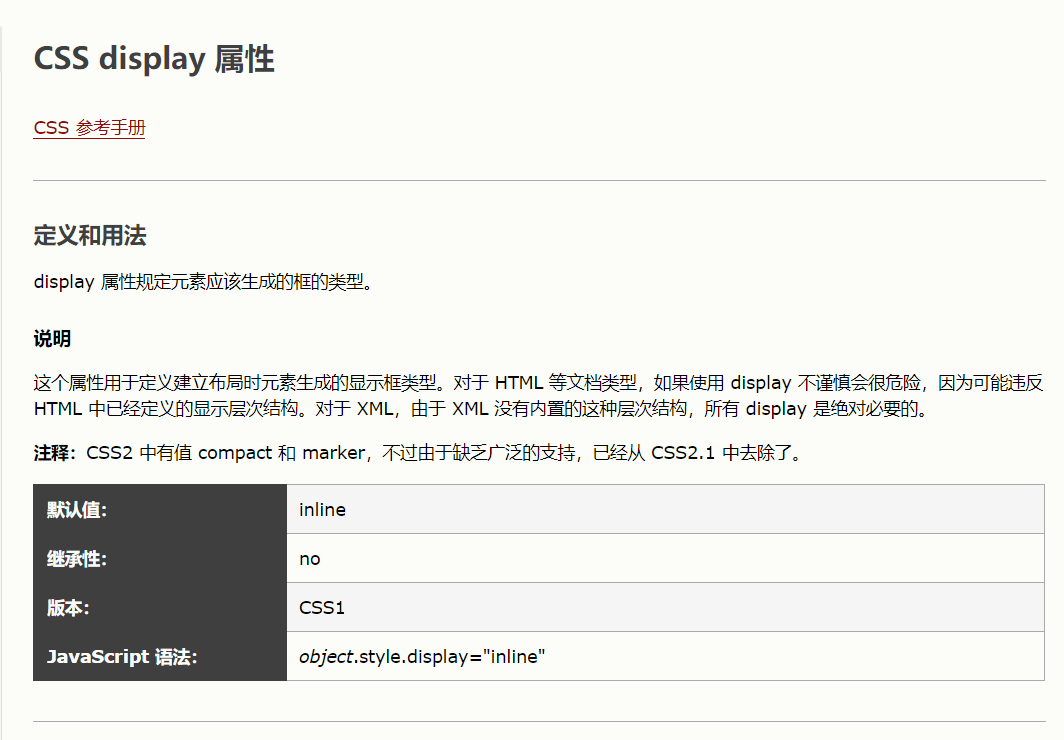 CSS display 属性
CSS 参考手册
定义和用法
display 属性规定元素应该生成的框的类型。
说明
这个属性用于定义建立布局时元素生成的显示框类型。对于 HTML 等文档类型，如果使用 display 不谨慎会很危险，因为可能违反
HTML 中已经定义的显示层次结构。对于 XML，由于 XML 没有内置的这种层次结构，所有 display 是绝对必要的。
注释：CSS2 中有值 compact 和 marker，不过由于缺乏广泛的支持，已经从 CSS2.1 中去除了。
默认值： inline
继承性： no
版本： CSS1
JavaScript 语法： object.style.display="inline"